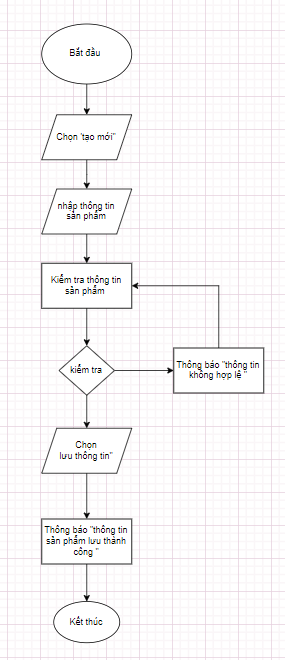 Bắt đầu
Chọn 'tạo mới"
nhập thông tin
sản phẩm
Kiểm tra thông tin
sản phẩm
kiểm tra
Thông báo "thông tin
không hợp lệ "
Chọn
lưu thông tin"
Thông báo "thông tin
sản phẩm lưu thành
công "
Kết thúc